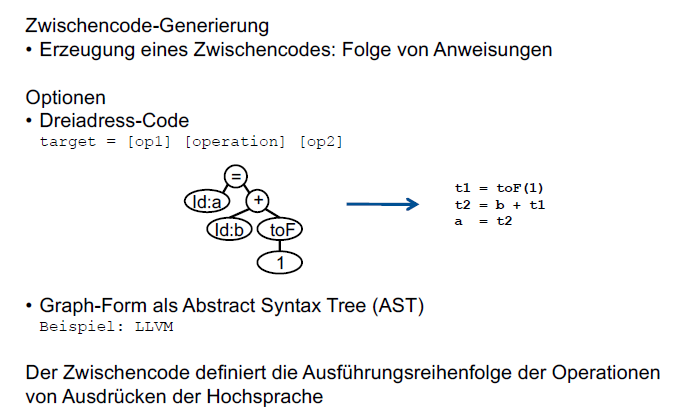 Zwischencode-Generierung
• Erzeugung eines Zwischencodes: Folge von Anweisungen
Optionen
• Dreiadress-Code
target = [op1] [operation] [op2]
=
Id:a
+
Id:b
toF
1
t1 = toF(1)
t2 = b + t1
a = t2
• Graph-Form als Abstract Syntax Tree (AST)
Beispiel: LLVM
Der Zwischencode definiert die Ausführungsreihenfolge der Operationen
von Ausdrücken der Hochsprache